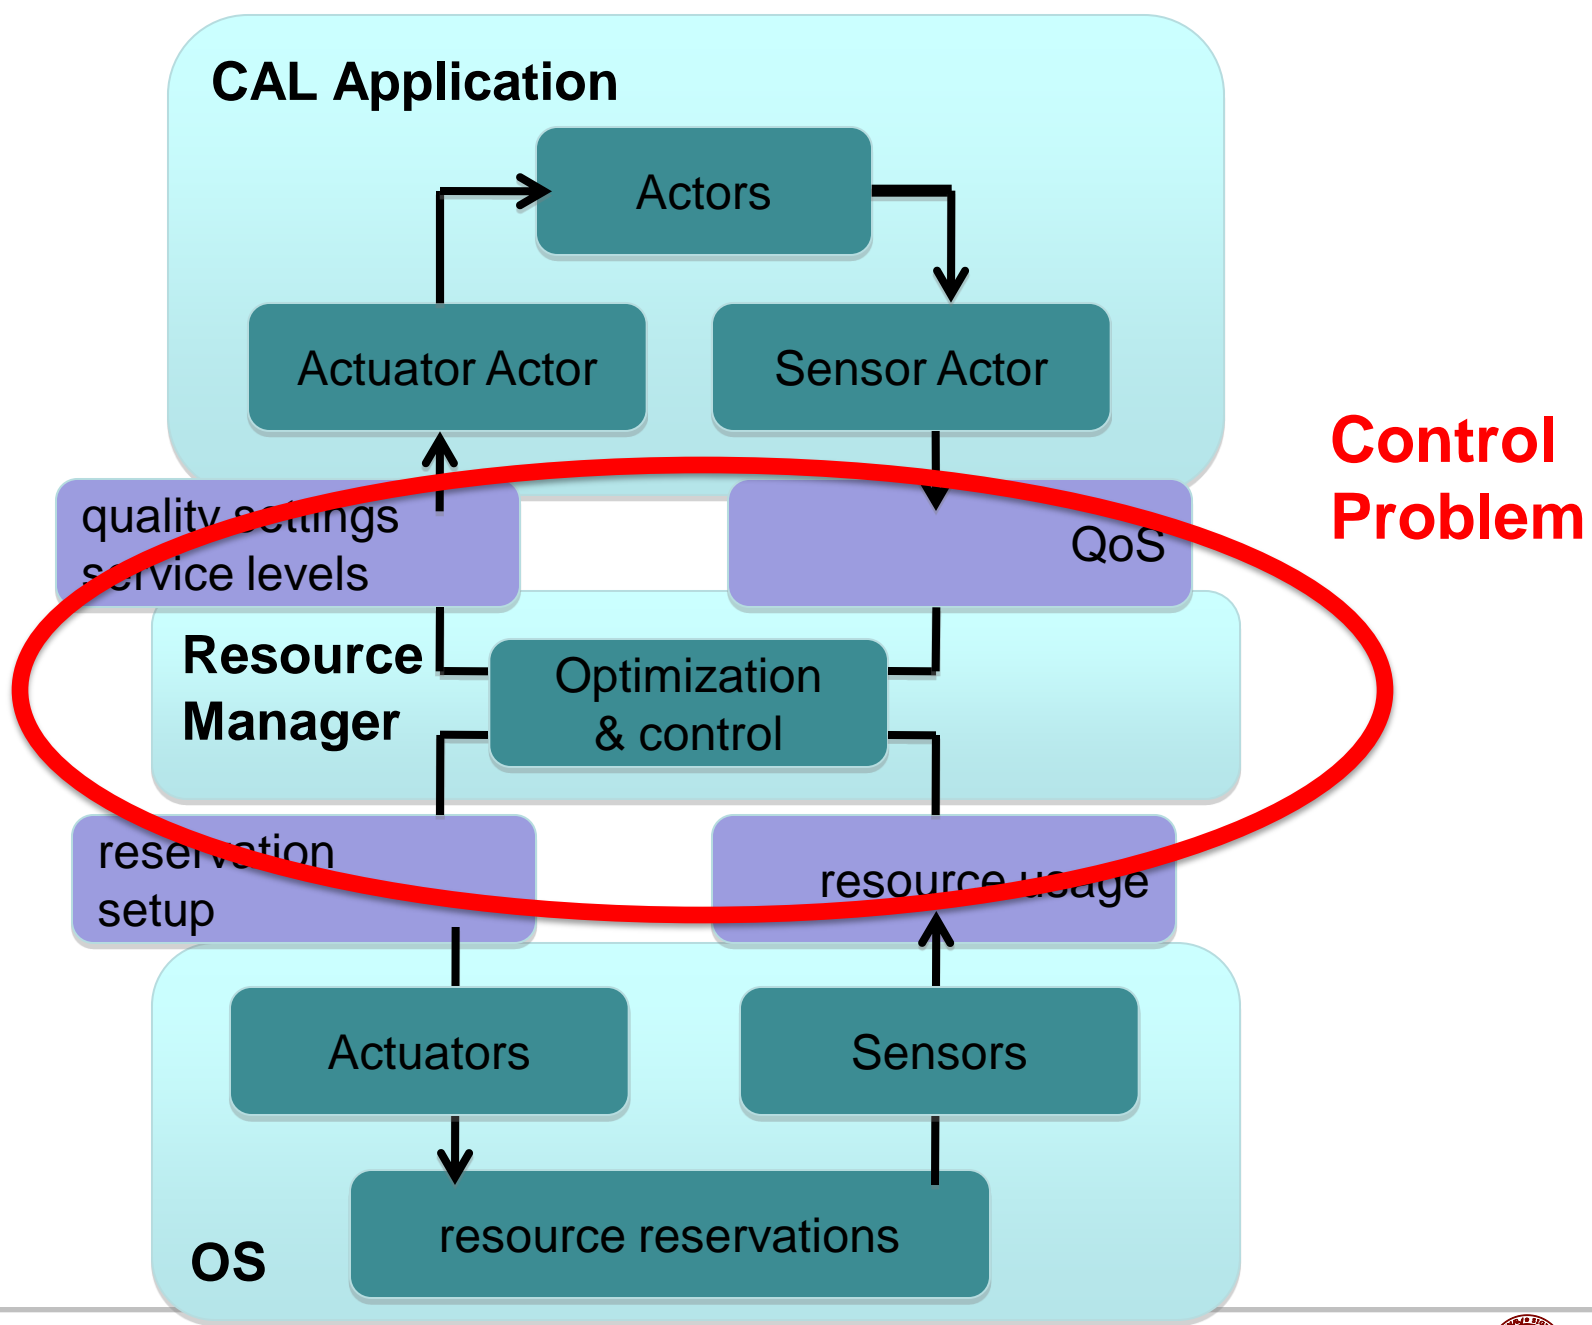 CAL Application
Actors
Actuator Actor
Sensor Actor
Control
Problem
quality settings
service levels
QoS
Resource
Manager
Optimization
& control
reservation
setup
resource usage
Actuators
Sensors
resource reservations
OS